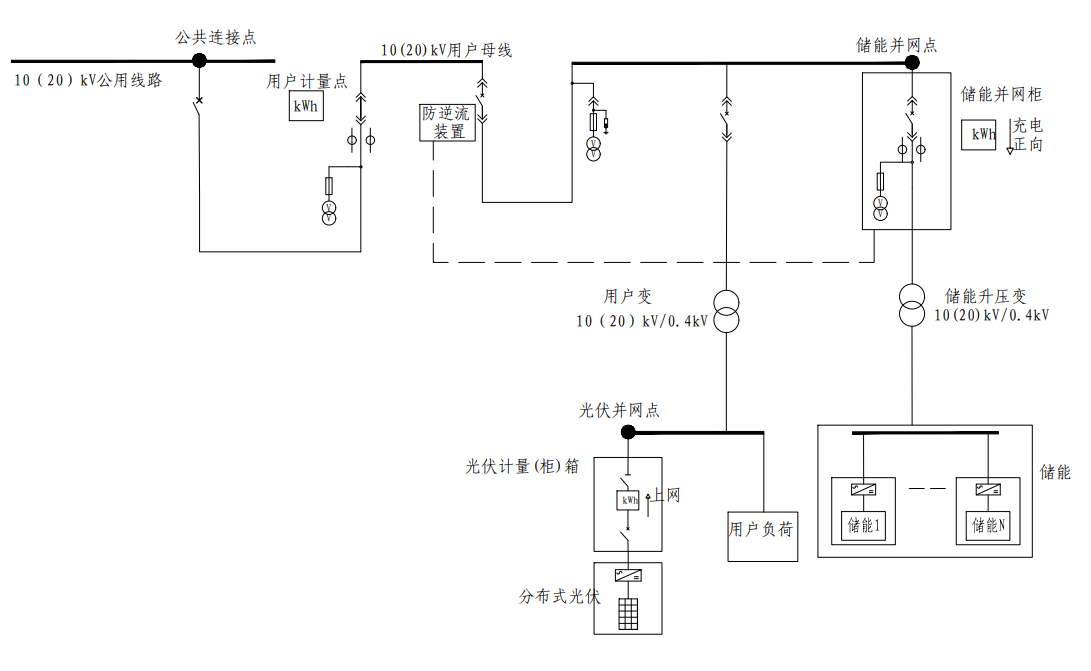 公共连接点
10(20)kV用户母线
储能并网点
10（20）kV公用线路
用户计量点
kWh
防逆流
装置
储能并网柜
kWh
充电
正向
V
V
V
V
V
V
用户变
10（20）kV/0.4kV
储能升压变
10(20)kV/0.4kV
光伏并网点
光伏计量(柜)箱
kWh
上网
用户负荷
储能
储能1
储能N
分布式光伏